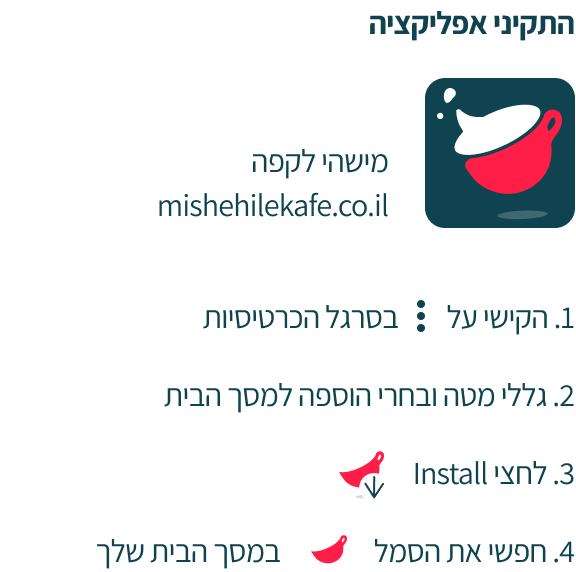 התקיני אפליקציה
מישהי לקפה
mishehilekafe.co.il
1. הקישי על ⋮ בסרגל הכרטיסיות
2. גללי מטה ובחרי הוספה למסך הבית
3. לחצי Install
4. חפשי את הסמל במסך הבית שלך